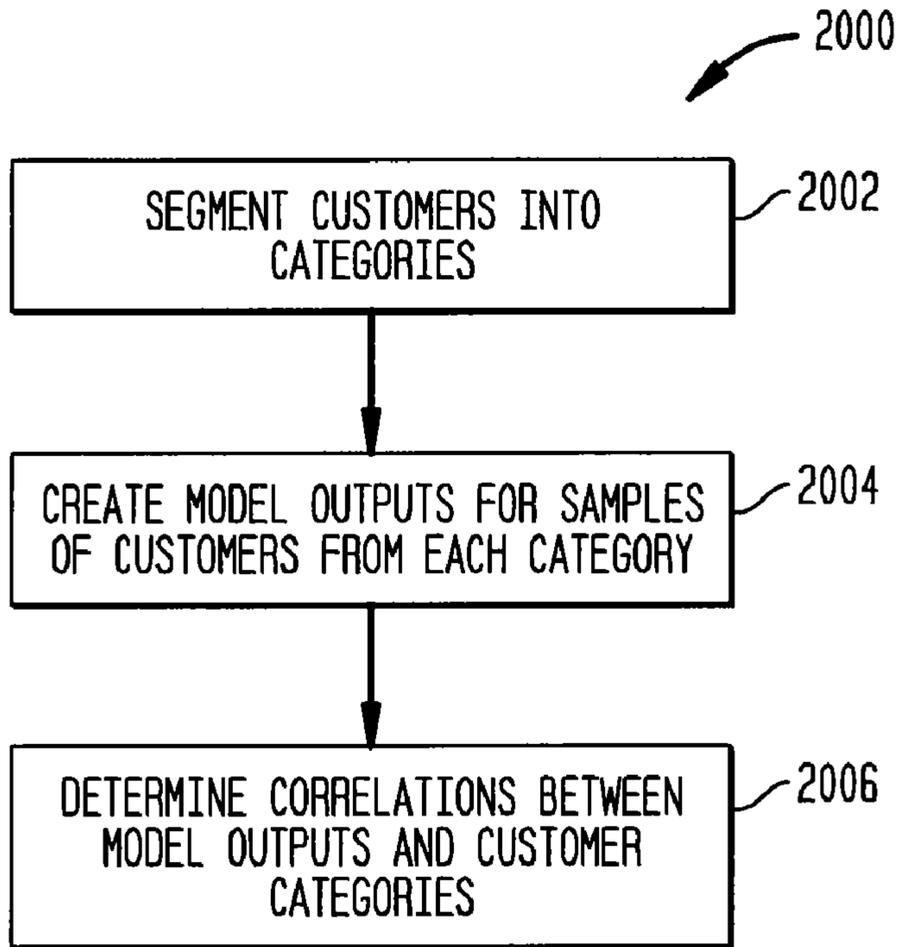 2000
SEGMENT CUSTOMERS INTO
CATEGORIES
2002
CREATE MODEL OUTPUTS FOR SAMPLES
OF CUSTOMERS FROM EACH CATEGORY
2004
DETERMINE CORRELATIONS BETWEEN
MODEL OUTPUTS AND CUSTOMER
CATEGORIES
2006